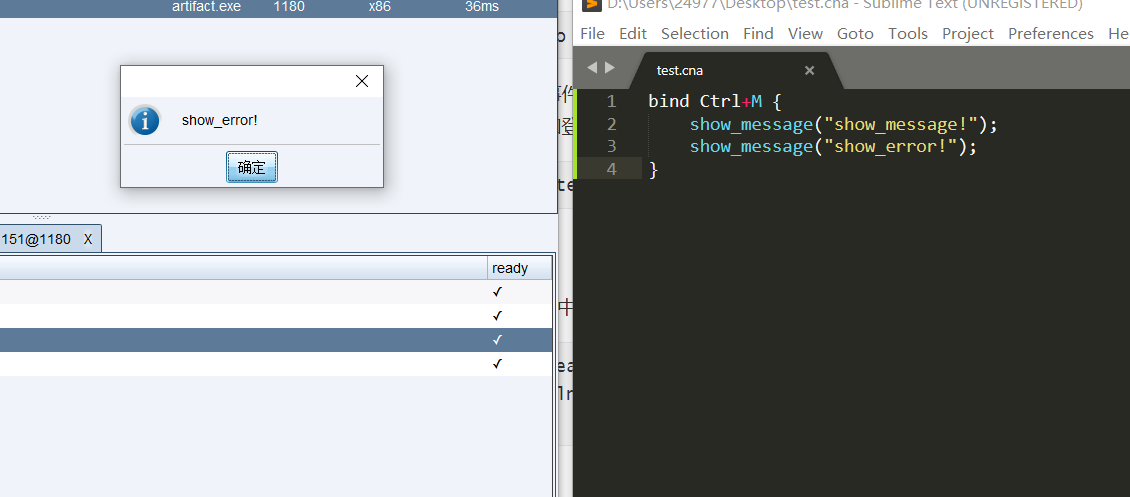 artifact.exe 1180 x86 36ms
show_error!
确定
151@1180 X
ready
D:\Users\24977\Desktop\test.cna - Sublime Text (UNREGISTERED)
File Edit Selection Find View Goto Tools Project Preferences He
test.cna
1 bind Ctrl+M {
2 show_message("show_message!");
3 show_message("show_error!");
4 }